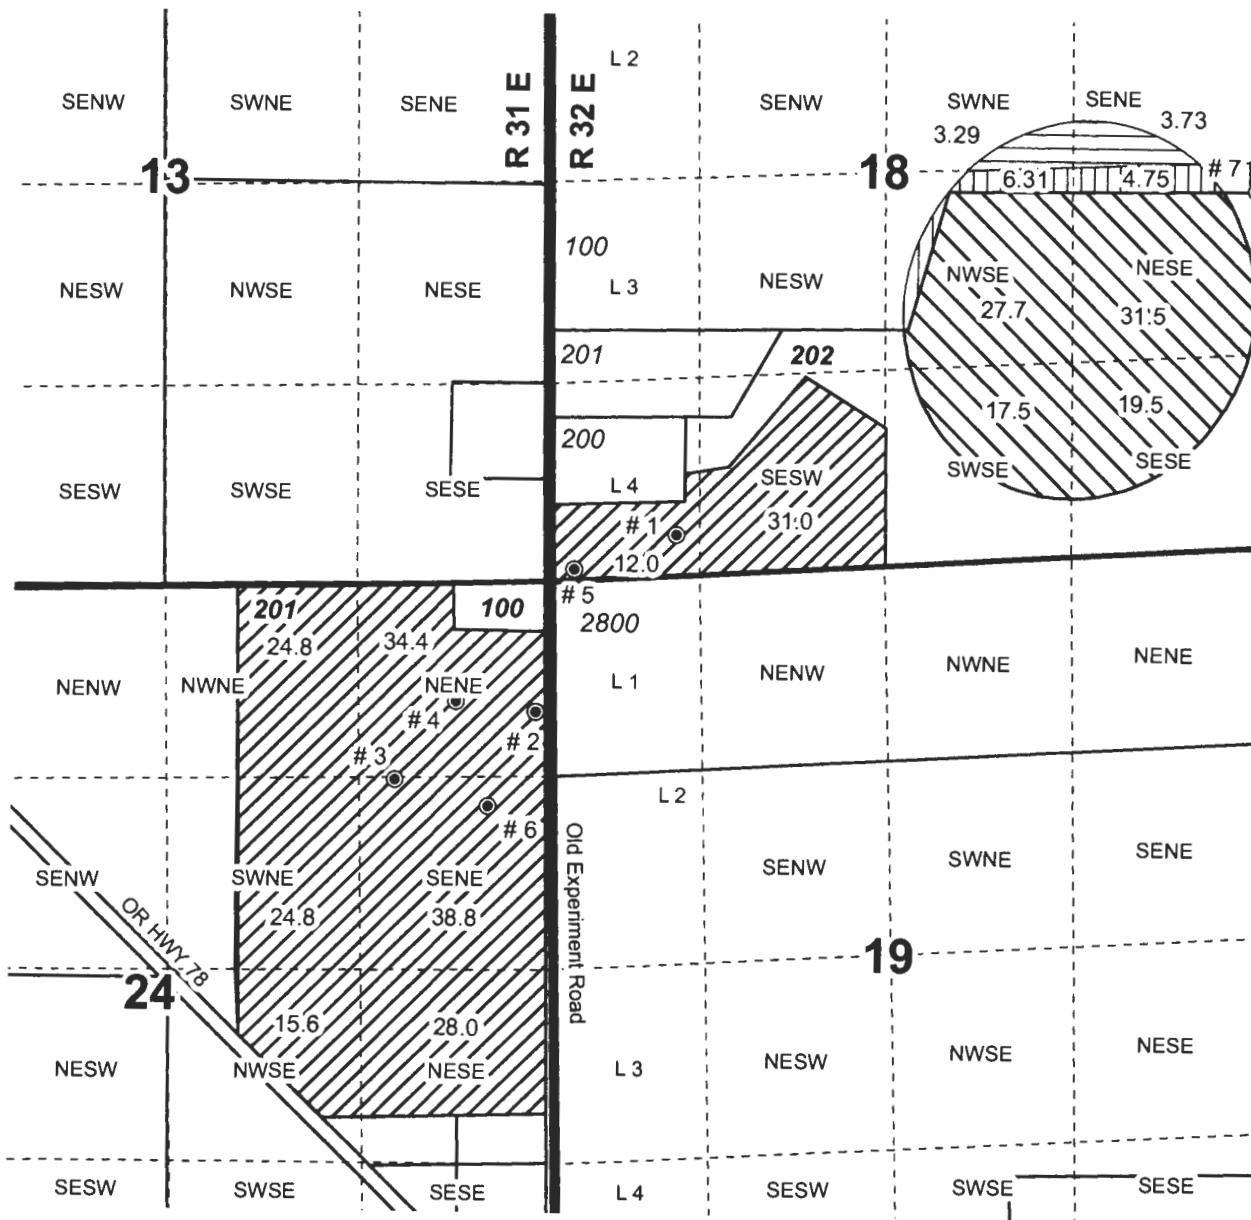 L 2
SENW
SWNE
SENE
R 31 E
R 32 E
SENW
SWNE
SENE
3.29
3.73
13
18
# 7
6.31
4.75
100
NESW
NWSE
NESE
L 3
NESW
NWSE
NESE
27.7
31.5
201
202
17.5
19.5
200
SESW
SWSE
SESE
L 4
SESW
SWSE
SESE
# 1
31.0
12.0
# 5
201
100
2800
24.8
34.4
NENW
NWNE
NENE
L 1
NENW
NWNE
NENE
# 4
# 2
# 3
L 2
# 6
Old Experiment Road
SENW
SWNE
SENE
SENW
SWNE
SENE
24.8
38.8
OR HWY 78
19
24
15.6
28.0
NESW
NWSE
NESE
L 3
NESW
NWSE
NESE
SESW
SWSE
SESE
L 4
SESW
SWSE
SESE